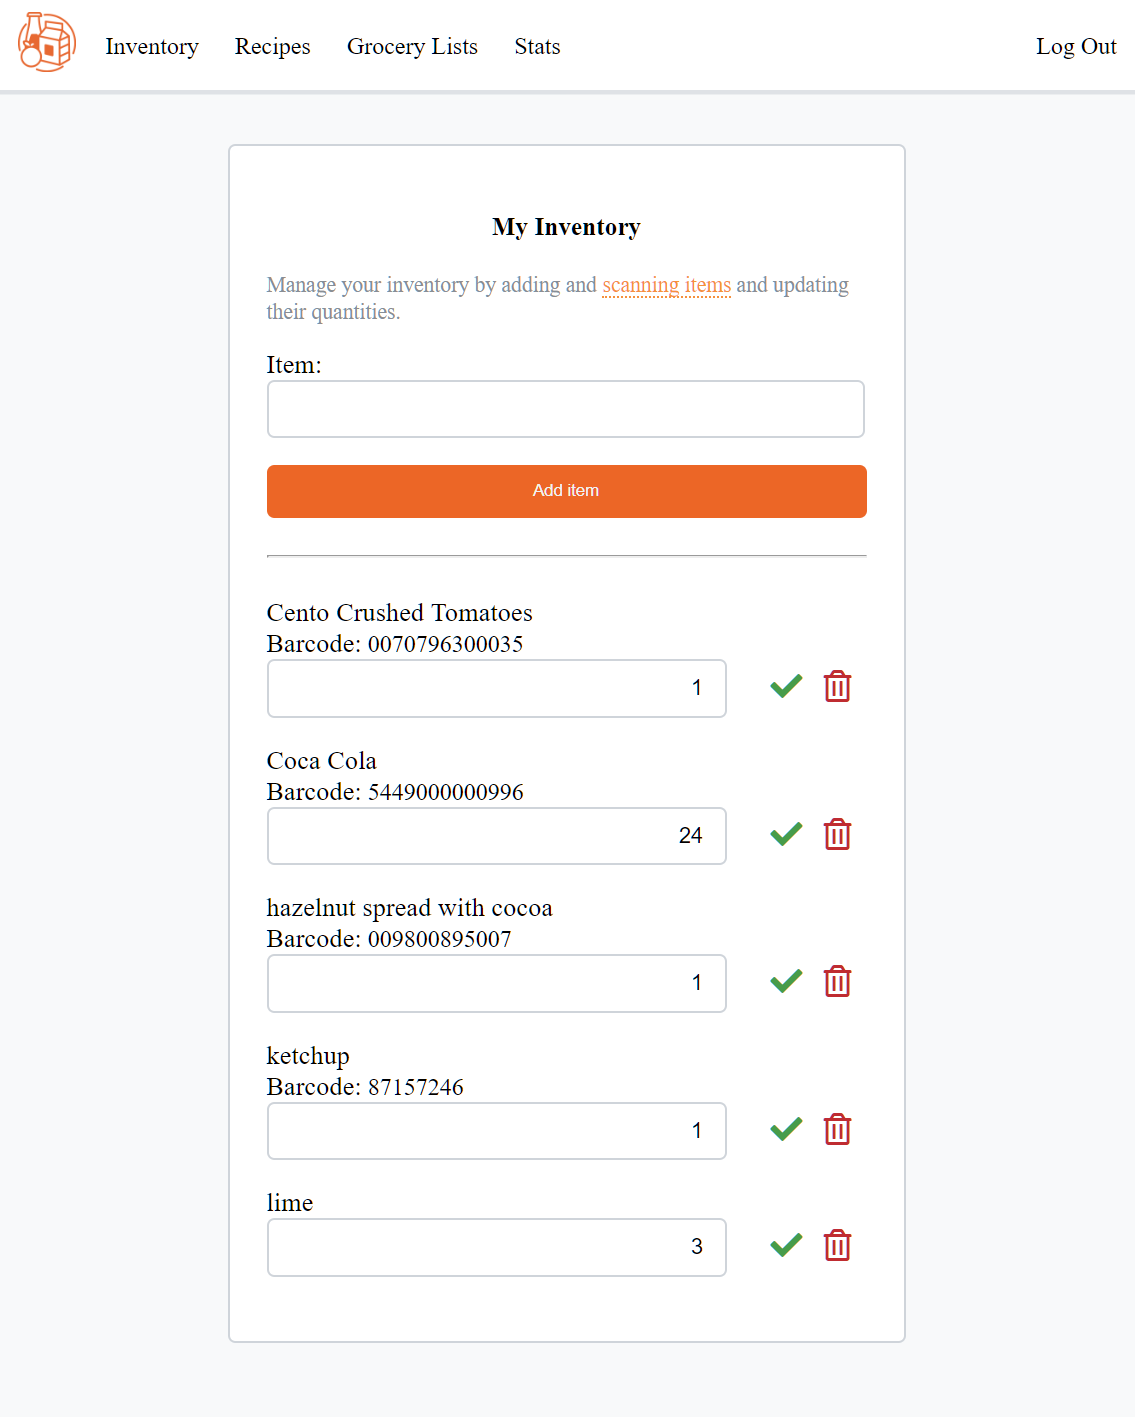 Inventory Recipes Grocery Lists Stats Log Out
My Inventory
Manage your inventory by adding and scanning items and updating
their quantities.
Item:
Add item
Cento Crushed Tomatoes
Barcode: 0070796300035
1
Coca Cola
Barcode: 5449000000996
24
hazelnut spread with cocoa
Barcode: 009800895007
1
ketchup
Barcode: 87157246
1
lime
3